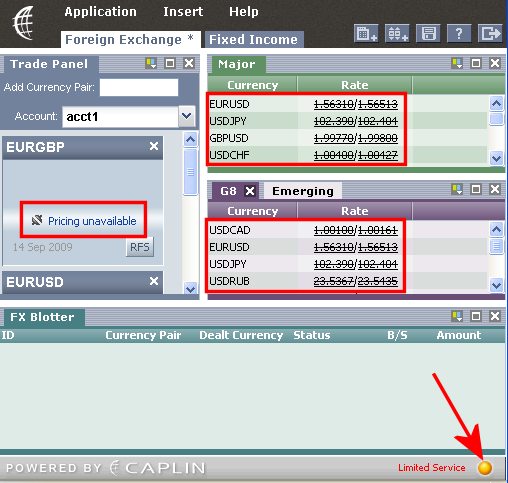 Application Insert Help
Foreign Exchange * Fixed Income
Trade Panel
Add Currency Pair:
Account: acct1
EURGBP
Pricing unavailable
14 Sep 2009 RFS
EURUSD
Major
Currency Rate
EURUSD 1.56310/1.56513
USDJPY 102.390/102.404
GBPUSD 1.99770/1.99800
USDCHF 1.00400/1.00427
G8 Emerging
Currency Rate
USDCAD 1.00100/1.00161
EURUSD 1.56310/1.56513
USDJPY 102.390/102.404
USDRUB 23.5367/23.5435
FX Blotter
ID Currency Pair Dealt Currency Status B/S Amount
POWERED BY CAPLIN Limited Service